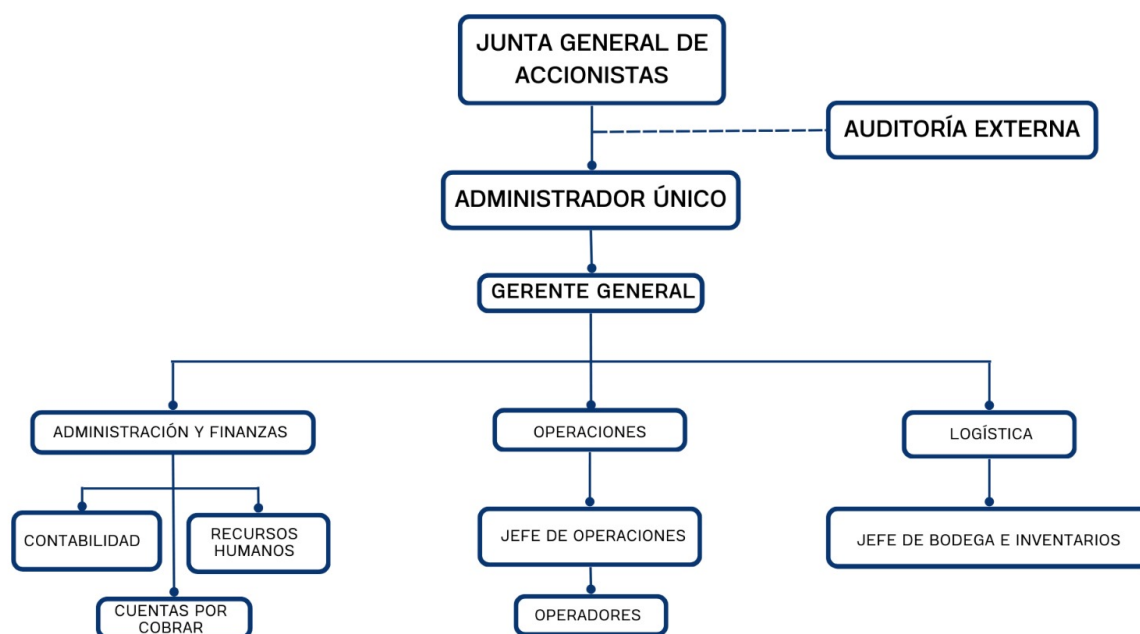 JUNTA GENERAL DE
ACCIONISTAS
AUDITORÍA EXTERNA
ADMINISTRADOR ÚNICO
GERENTE GENERAL
ADMINISTRACIÓN Y FINANZAS
OPERACIONES
LOGÍSTICA
CONTABILIDAD
RECURSOS
HUMANOS
JEFE DE OPERACIONES
JEFE DE BODEGA E INVENTARIOS
CUENTAS POR
COBRAR
OPERADORES